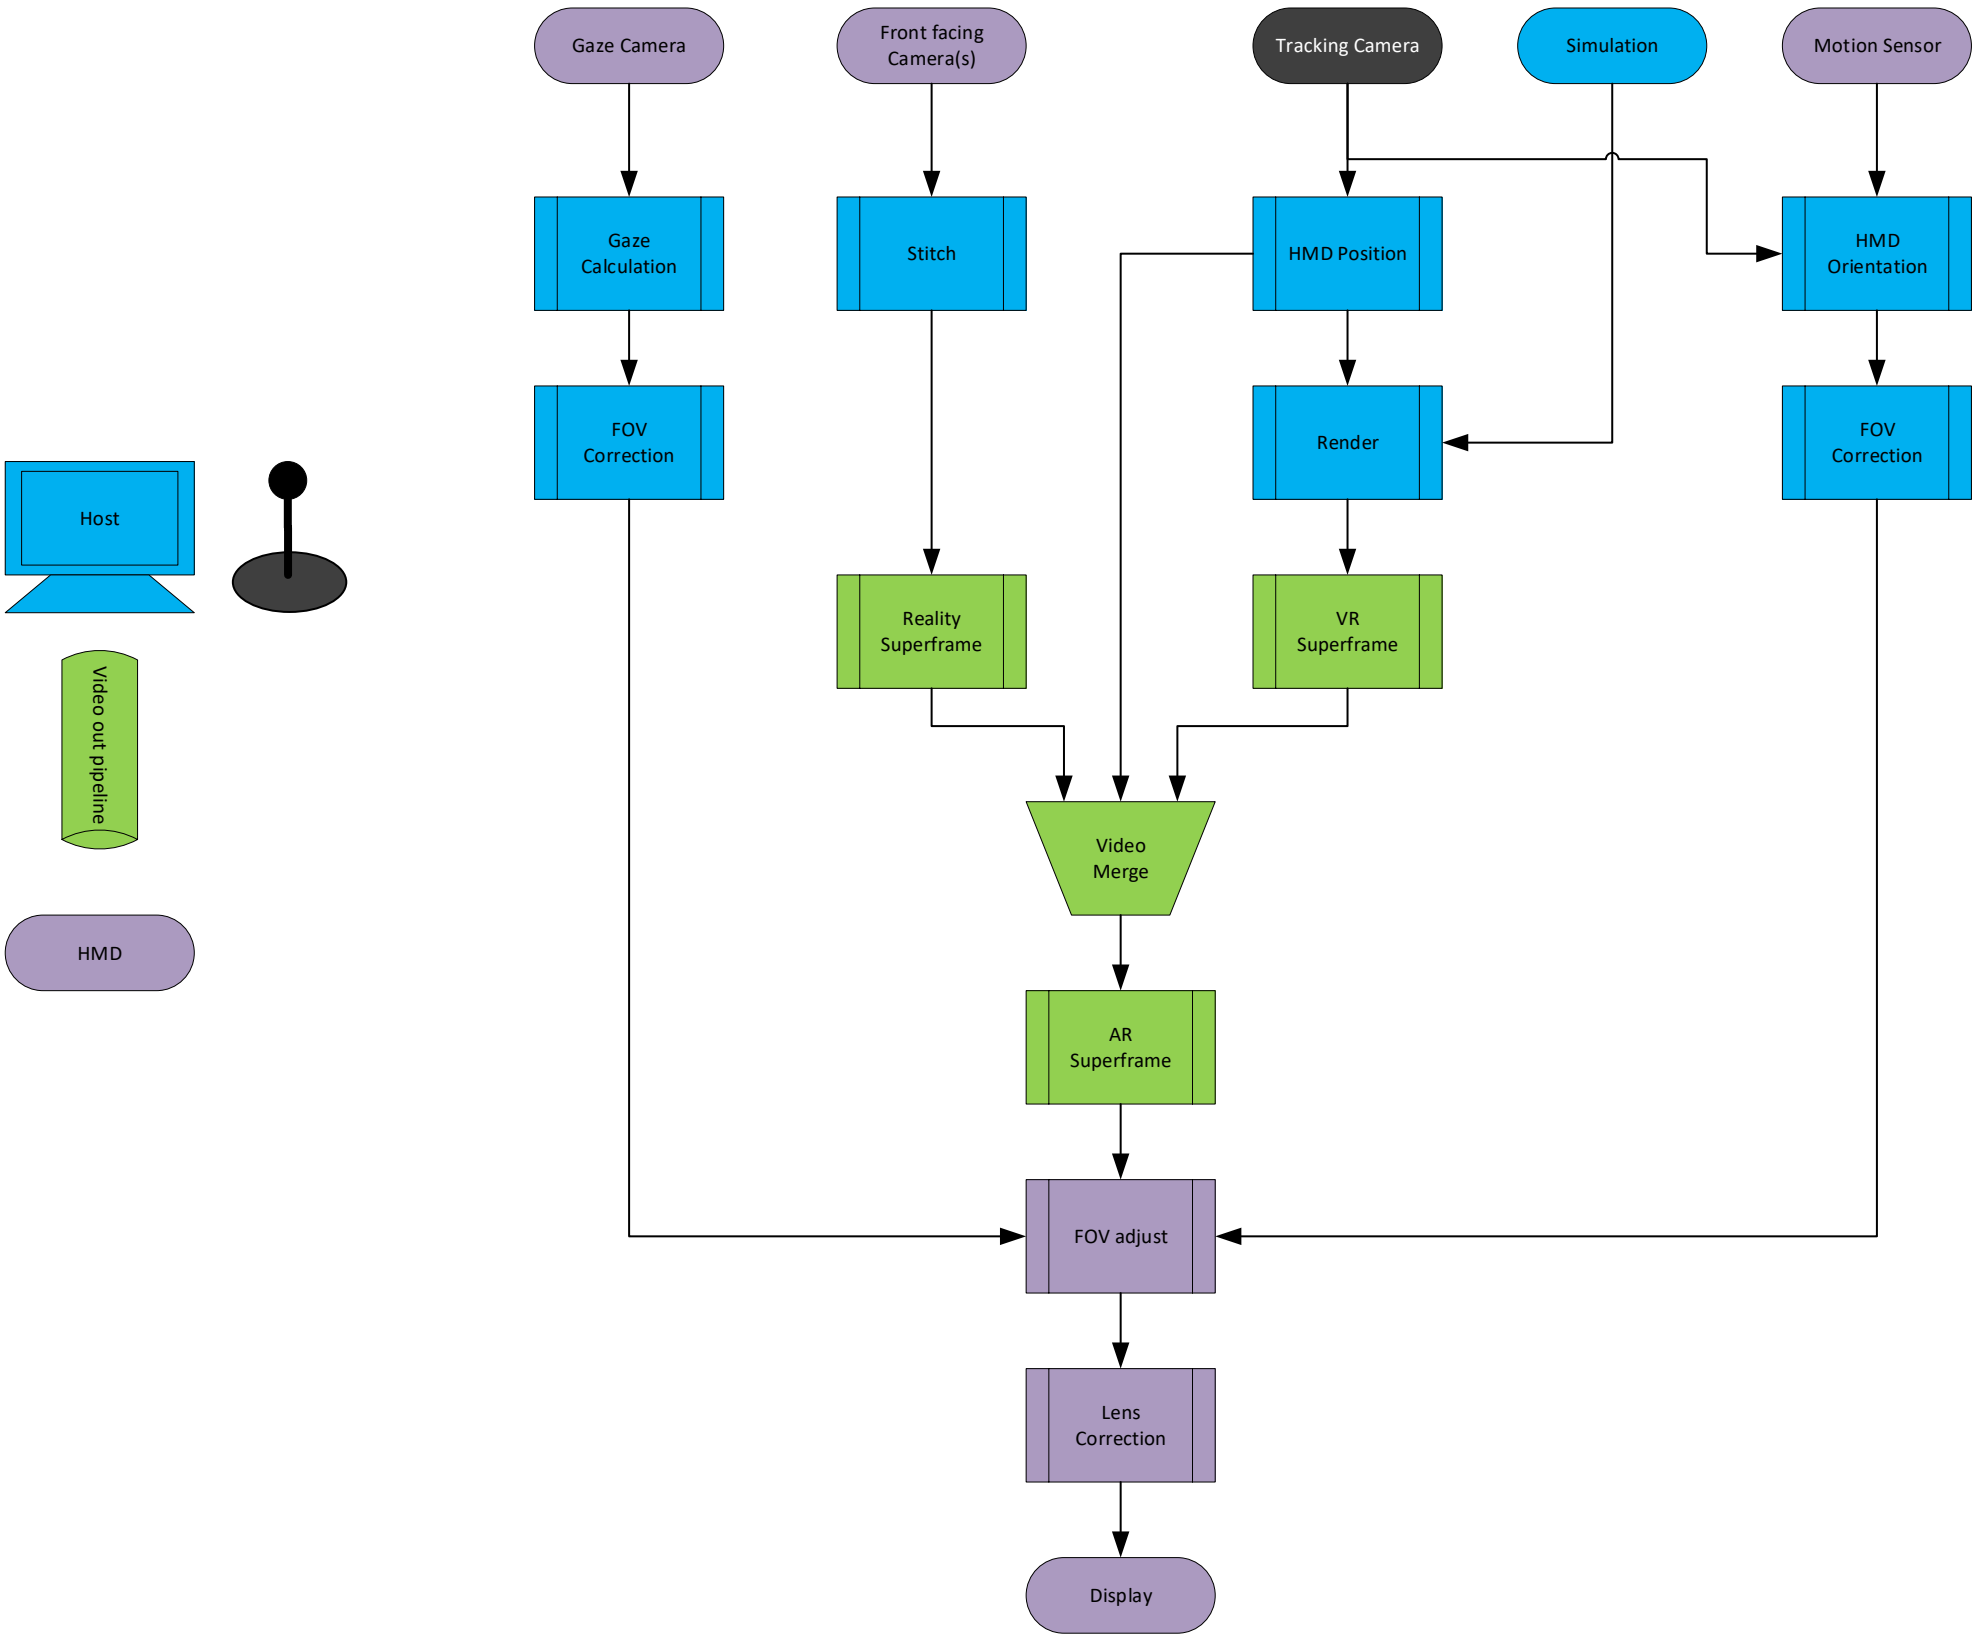 Gaze Camera
Front facing
Camera(s)
Tracking Camera
Simulation
Motion Sensor
Gaze
Calculation
Stitch
HMD Position
HMD
Orientation
FOV
Correction
Render
FOV
Correction
Host
Reality
Superframe
VR
Superframe
Video out pipeline
Video
Merge
HMD
AR
Superframe
FOV adjust
Lens
Correction
Display